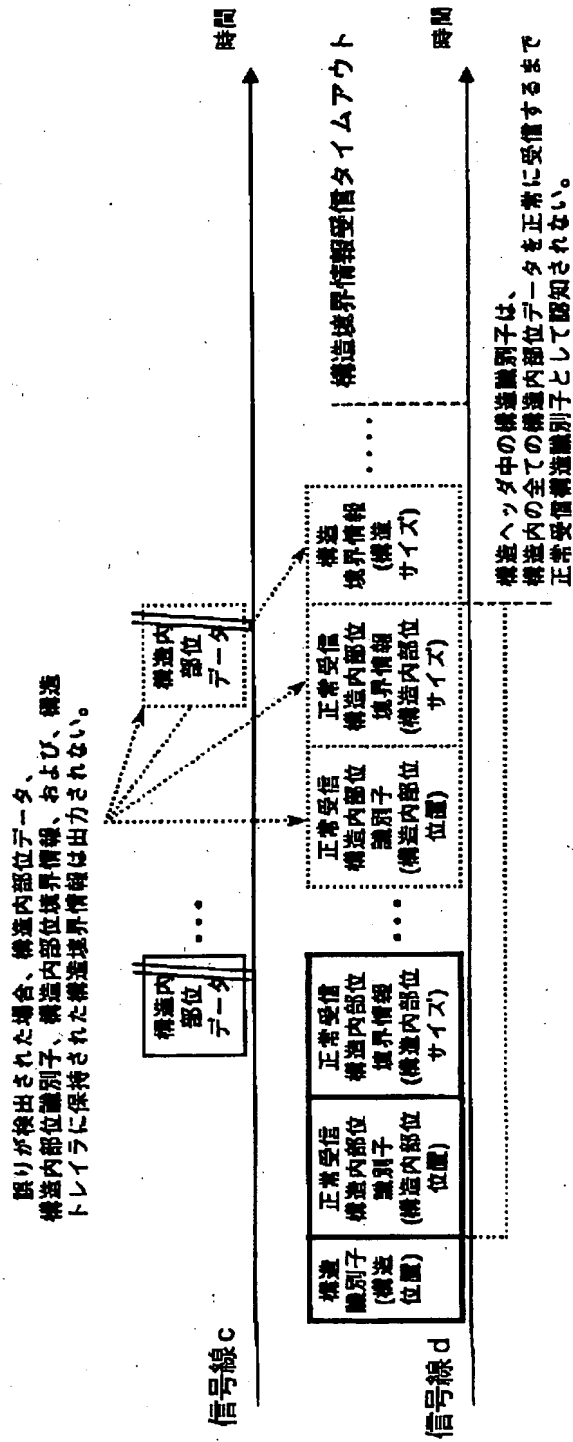 誤りが検出された場合、構造内部位データ、
構造内部位識別子、構造内部位境界情報、および、構造
トレイラに保持された構造境界情報は出力されない。
信号線c
構造内
部位
データ
・・・
構造内
部位
データ
時間
信号線d
構造
識別子
(構造
位置)
正常受信
構造内部位
識別子
(構造内部位
位置)
正常受信
構造内部位
境界情報
(構造内部位
サイズ)
・・・
正常受信
構造内部位
識別子
(構造内部位
位置)
正常受信
構造内部位
境界情報
(構造内部位
サイズ)
構造
境界情報
(構造
サイズ)
・・・・
構造境界情報受信タイムアウト
時間
構造ヘッダ中の構造識別子は、
構造内の全ての構造内部位データを正常に受信するまで
正常受信構造識別子として認知されない。